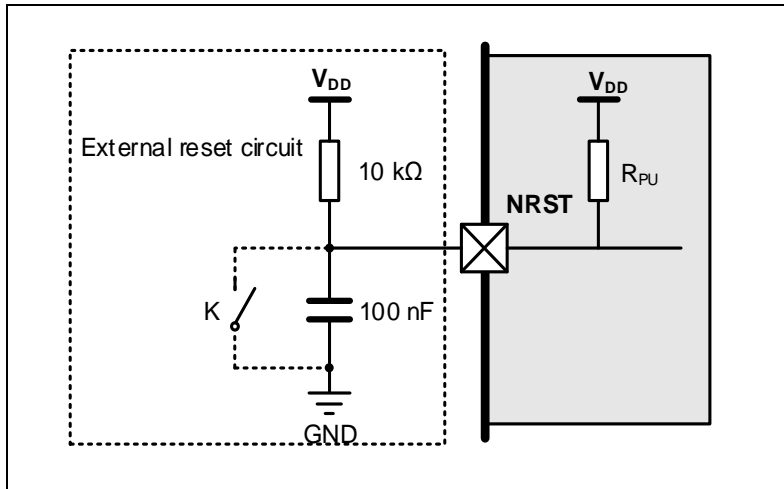 V_DD
V_DD
External reset circuit
10 kΩ
R_PU
NRST
K
100 nF
GND